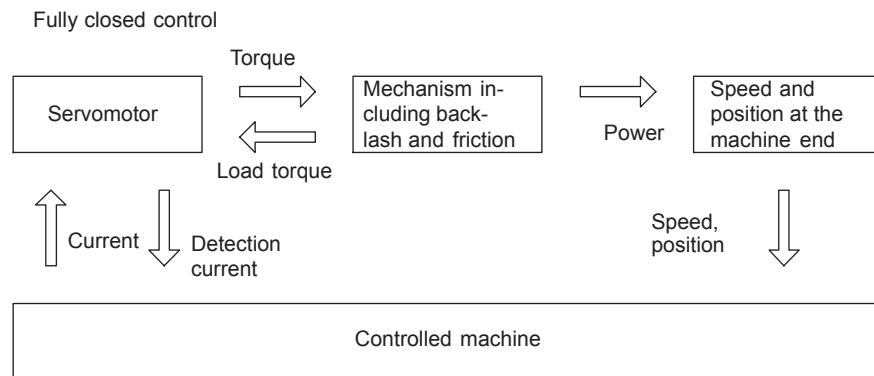 Fully closed control
Torque
Servomotor
Mechanism in-
cluding back-
lash and friction
Speed and
position at the
machine end
Load torque
Power
Current
Detection
current
Speed,
position
Controlled machine